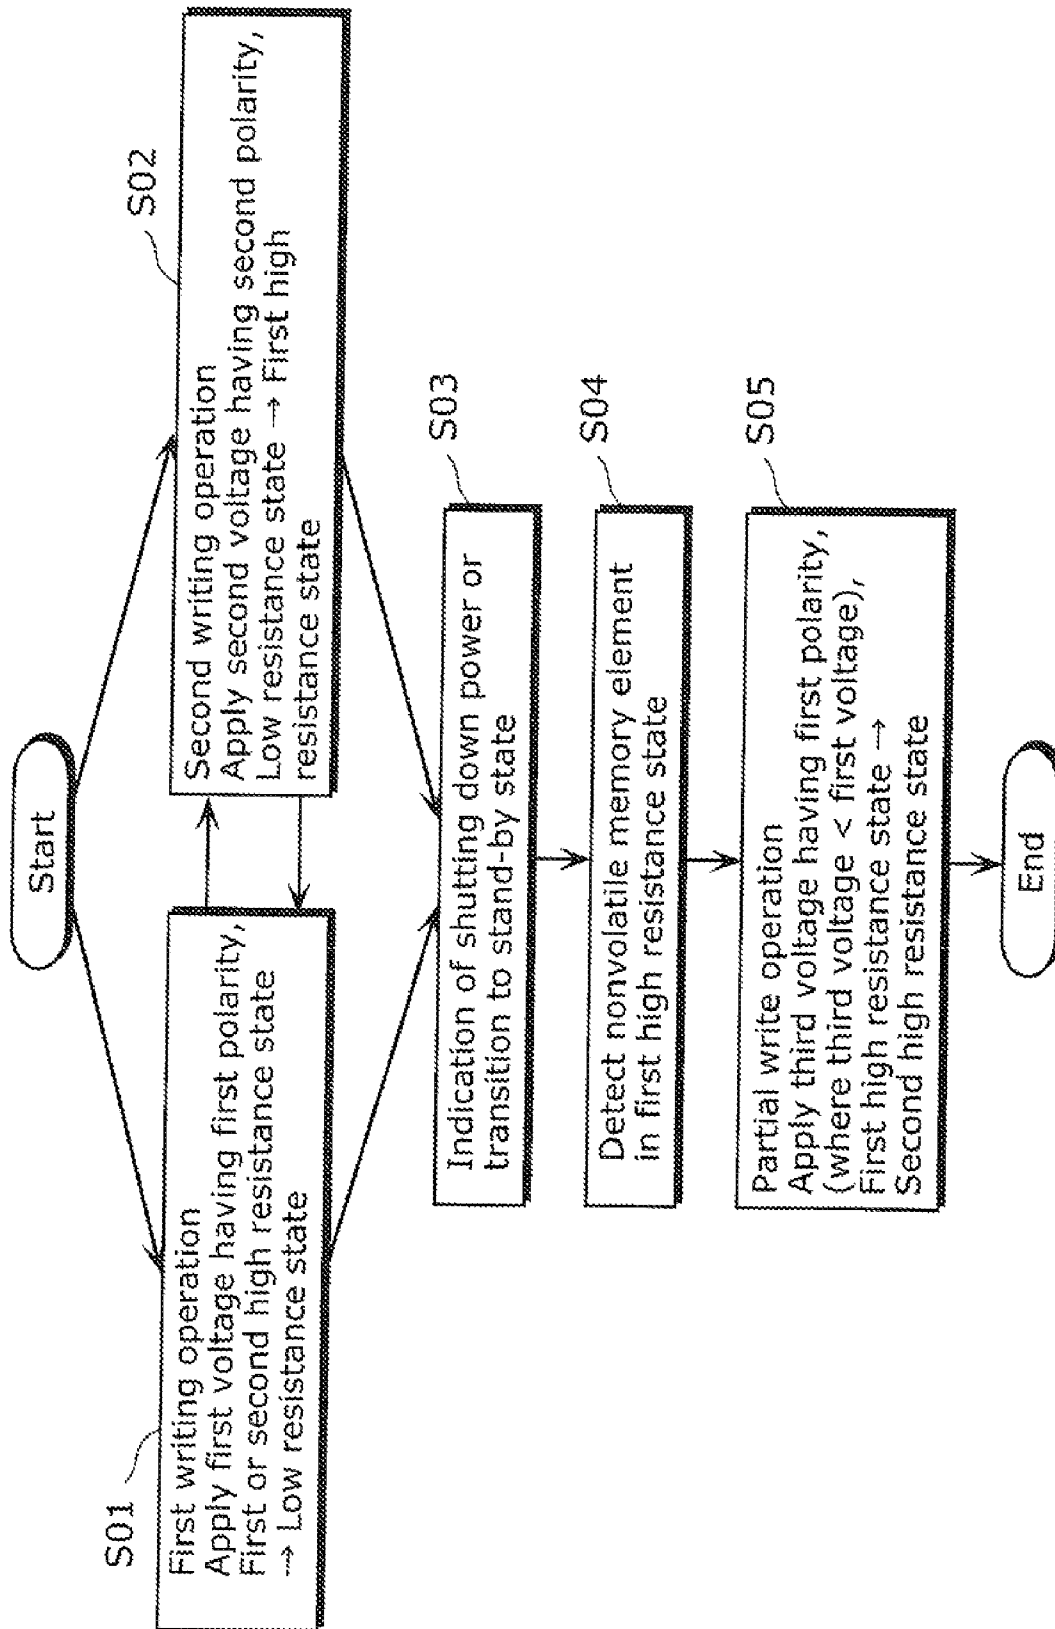 Start
S01
First writing operation
Apply first voltage having first polarity,
First or second high resistance state
→ Low resistance state
S02
Second writing operation
Apply second voltage having second polarity,
Low resistance state → First high
resistance state
S03
Indication of shutting down power or
transition to stand-by state
S04
Detect nonvolatile memory element
in first high resistance state
S05
Partial write operation
Apply third voltage having first polarity,
(where third voltage < first voltage),
First high resistance state →
Second high resistance state
End